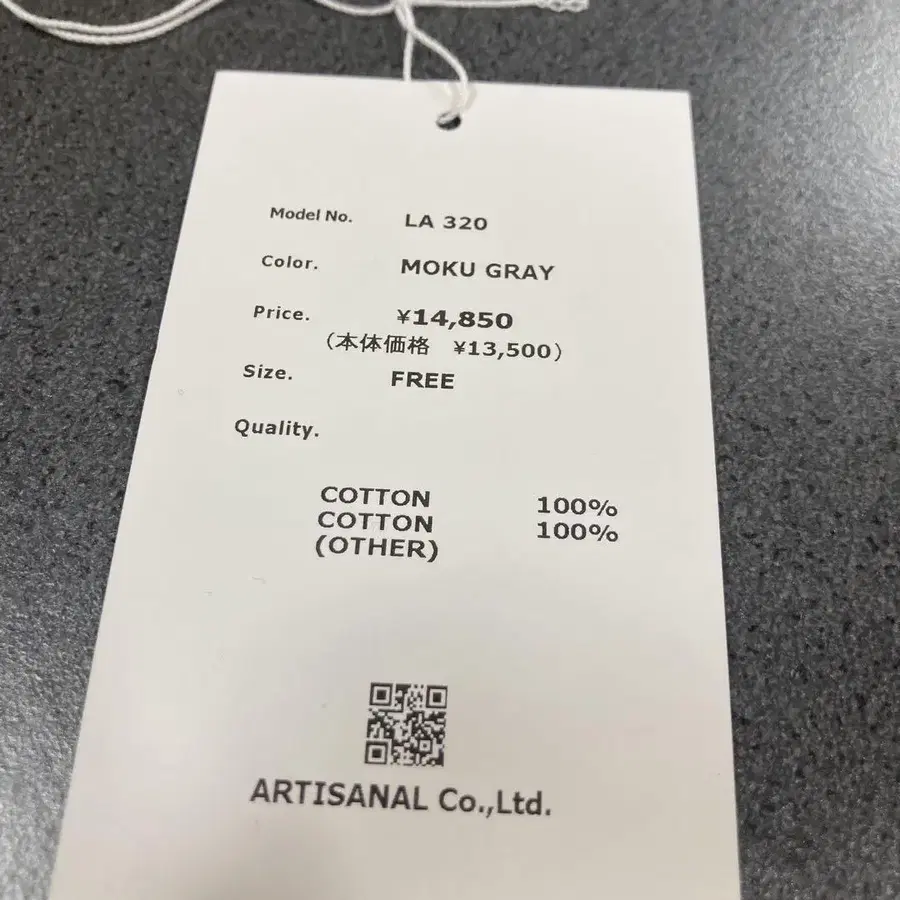 Model No. LA 320
Color. MOKU GRAY
Price. ¥14,850
(本体価格 ¥13,500)
Size. FREE
Quality.
COTTON 100%
COTTON 100%
(OTHER)
ARTISANAL Co.,Ltd.